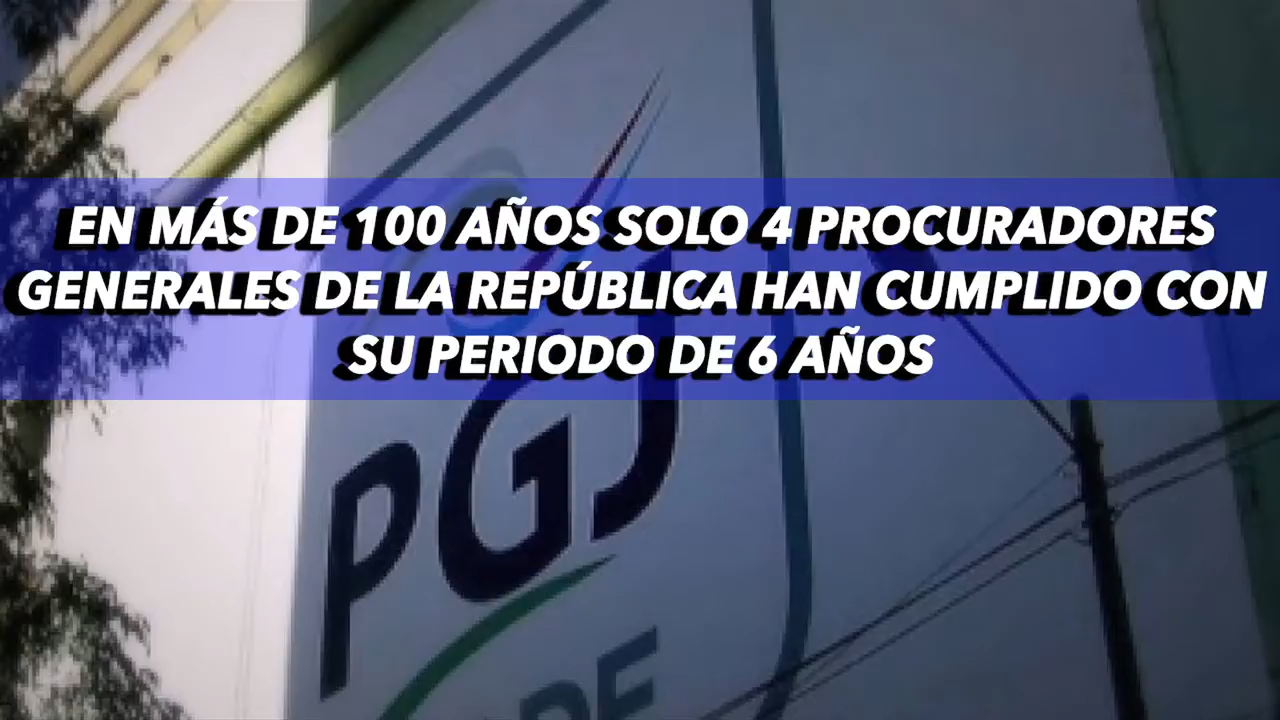 EN MÁS DE 100 AÑOS SOLO 4 PROCURADORES
GENERALES DE LA REPÚBLICA HAN CUMPLIDO CON
SU PERIODO DE 6 AÑOS
PGJ